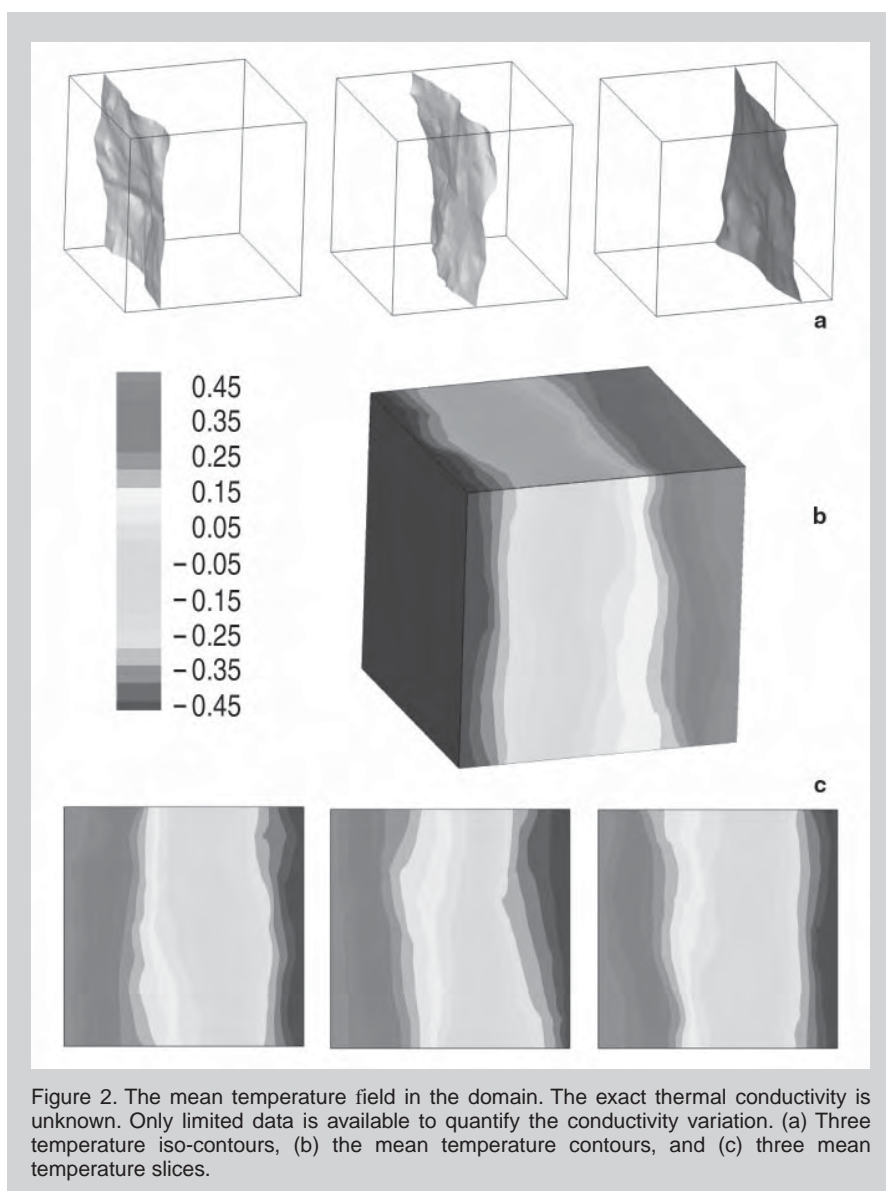 a
0.45
0.35
0.25
0.15
0.05
−0.05
−0.15
−0.25
−0.35
−0.45
b
c
Figure 2. The mean temperature field in the domain. The exact thermal conductivity is
unknown. Only limited data is available to quantify the conductivity variation. (a) Three
temperature iso-contours, (b) the mean temperature contours, and (c) three mean
temperature slices.